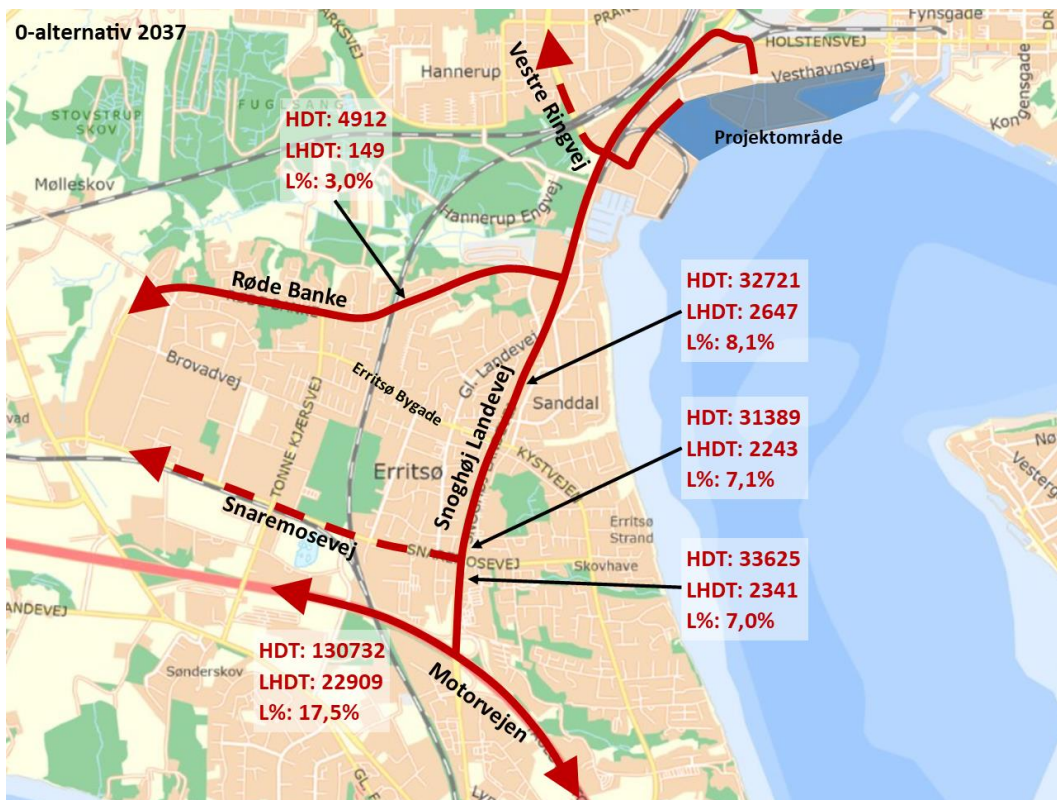 0-alternativ 2037
PRANG
Fynsgade
HOLSTENSVEJ
Hannerup
Vesthavnsvej
Kongensgade
Vestre Ringvej
STOVSTRUP
SKOV
FUGLSANG
HDT: 4912
LHDT: 149
L%: 3,0%
Projektområde
Mølleskov
Hannerup Engvej
Røde Banke
HDT: 32721
LHDT: 2647
L%: 8,1%
Gl. Landevej
Brovadvej
Erritsø Bygade
Sanddal
HDT: 31389
LHDT: 2243
L%: 7,1%
TONNE KJÆRSVEJ
Erritsø
KYSTVEJEN
Snoghøj Landevej
Snaremosevej
Erritsø
Strand
Skovhave
HDT: 33625
LHDT: 2341
L%: 7,0%
HDT: 130732
LHDT: 22909
L%: 17,5%
Sønderskov
Motorvejen